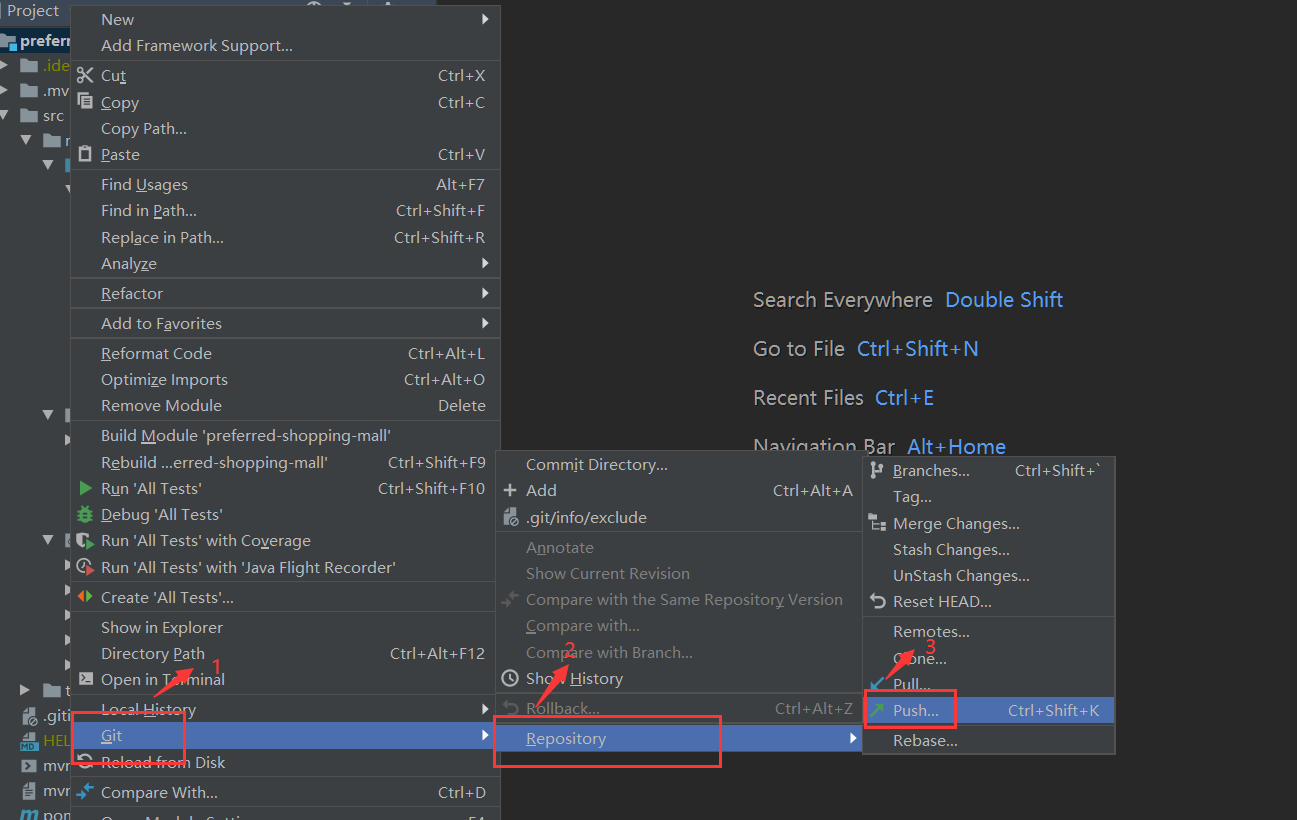 Project
New
preferr
Add Framework Support...
.ide
Cut Ctrl+X
.mv
Copy Ctrl+C
src
Copy Path...
Paste Ctrl+V
Find Usages Alt+F7
Find in Path... Ctrl+Shift+F
Replace in Path... Ctrl+Shift+R
Analyze
Refactor
Add to Favorites
Reformat Code Ctrl+Alt+L
Optimize Imports Ctrl+Alt+O
Remove Module Delete
Build Module 'preferred-shopping-mall'
Rebuild ...erred-shopping-mall' Ctrl+Shift+F9
Run 'All Tests' Ctrl+Shift+F10
Debug 'All Tests'
Run 'All Tests' with Coverage
Run 'All Tests' with 'Java Flight Recorder'
Create 'All Tests'...
Show in Explorer
Directory Path Ctrl+Alt+F12
1
Open in Terminal
Local History
.giti
Git
HEL
Reload from Disk
mvr
Compare With... Ctrl+D
mvr
pon
F4
Search Everywhere Double Shift
Go to File Ctrl+Shift+N
Recent Files Ctrl+E
Navigation Bar Alt+Home
Commit Directory...
Add Ctrl+Alt+A
.git/info/exclude
Annotate
Show Current Revision
Compare with the Same Repository Version
Compare with...
2
Compare with Branch...
Show History
Rollback... Ctrl+Alt+Z
Repository
Branches... Ctrl+Shift+`
Tag...
Merge Changes...
Stash Changes...
UnStash Changes...
Reset HEAD...
Remotes...
3
Clone...
Pull...
Push... Ctrl+Shift+K
Rebase...